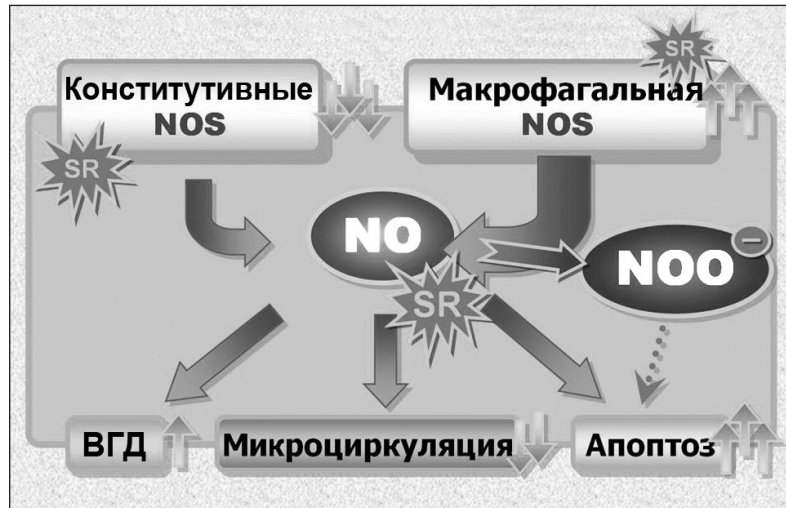 SR
Конститутивные
NOS
Макрофагальная
NOS
SR
NO
NOO
−
SR
ВГД
Микроциркуляция
Апоптоз